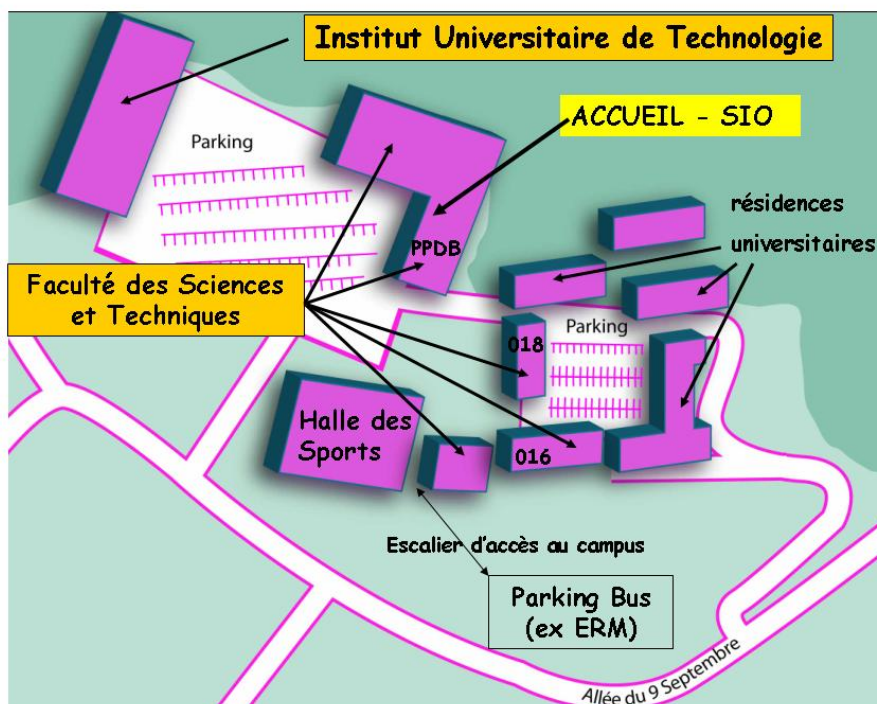 Institut Universitaire de Technologie
ACCUEIL - SIO
Parking
résidences
universitaires
PPDB
Faculté des Sciences
et Techniques
Parking
018
Halle des
Sports
016
Escalier d'accès au campus
Parking Bus
(ex ERM)
Allée du 9 Septembre